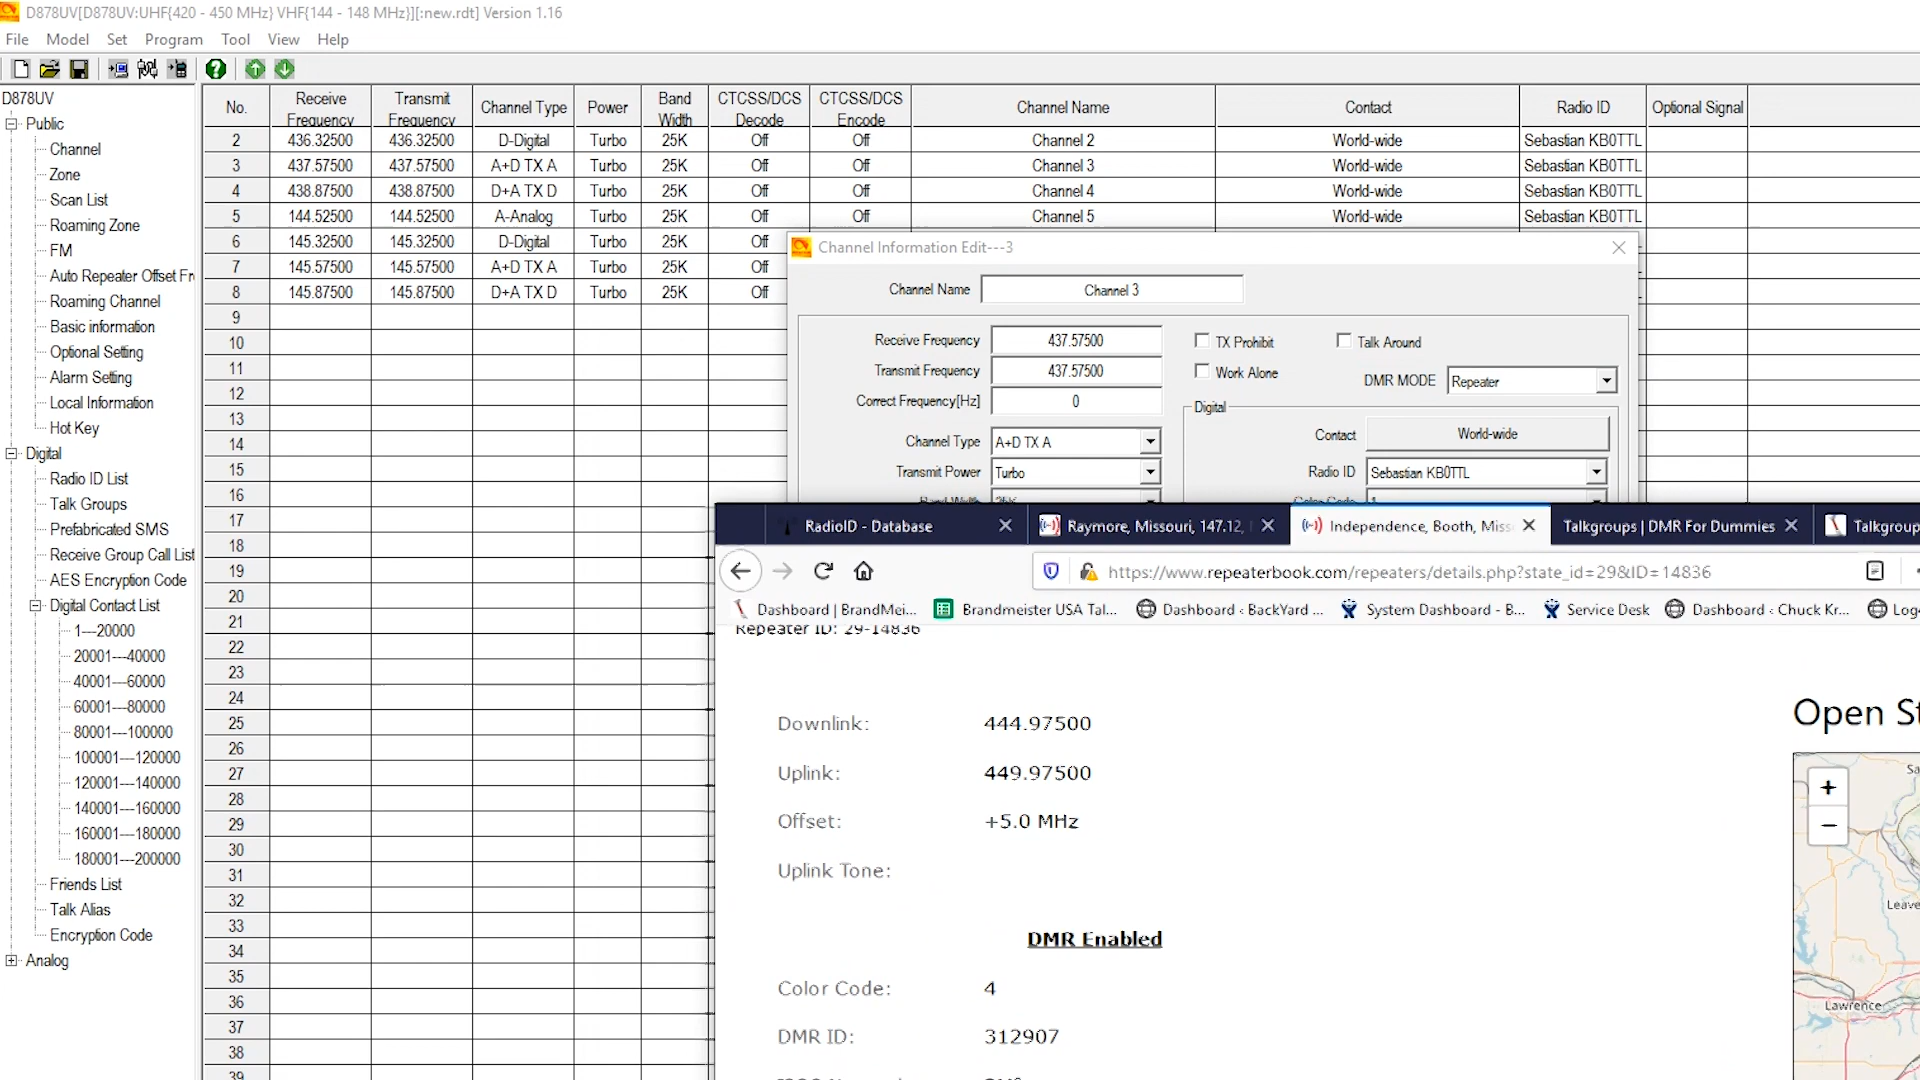 D878UV[D878UV:UHF{420 - 450 MHz} VHF{144 - 148 MHz}][:new.rdt] Version 1.16
File Model Set Program Tool View Help
D878UV
Public
Channel
Zone
Scan List
Roaming Zone
FM
Auto Repeater Offset Fr
Roaming Channel
Basic information
Optional Setting
Alarm Setting
Local Information
Hot Key
Digital
Radio ID List
Talk Groups
Prefabricated SMS
Receive Group Call List
AES Encryption Code
Digital Contact List
1---20000
20001---40000
40001---60000
60001---80000
80001---100000
100001---120000
120001---140000
140001---160000
160001---180000
180001---200000
Friends List
Talk Alias
Encryption Code
Analog
No. Receive Frequency Transmit Frequency Channel Type Power Band Width CTCSS/DCS Decode CTCSS/DCS Encode Channel Name Contact Radio ID Optional Signal
2 436.32500 436.32500 D-Digital Turbo 25K Off Off Channel 2 World-wide Sebastian KB0TTL
3 437.57500 437.57500 A+D TX A Turbo 25K Off Off Channel 3 World-wide Sebastian KB0TTL
4 438.87500 438.87500 D+A TX D Turbo 25K Off Off Channel 4 World-wide Sebastian KB0TTL
5 144.52500 144.52500 A-Analog Turbo 25K Off Off Channel 5 World-wide Sebastian KB0TTL
6 145.32500 145.32500 D-Digital Turbo 25K Off
7 145.57500 145.57500 A+D TX A Turbo 25K Off
8 145.87500 145.87500 D+A TX D Turbo 25K Off
9
10
11
12
13
14
15
16
17
18
19
20
21
22
23
24
25
26
27
28
29
30
31
32
33
34
35
36
37
38
39
Channel Information Edit---3
Channel Name Channel 3
Receive Frequency 437.57500
Transmit Frequency 437.57500
Correct Frequency[Hz] 0
Channel Type A+D TX A
Transmit Power Turbo
Band Width 25K
TX Prohibit Talk Around
Work Alone DMR MODE Repeater
Digital
Contact World-wide
Radio ID Sebastian KB0TTL
Color Code 1
RadioID - Database Raymore, Missouri, 147.12, Independence, Booth, Miss Talkgroups | DMR For Dummies Talkgroup
https://www.repeaterbook.com/repeaters/details.php?state_id=29&ID=14836
Dashboard | BrandMei... Brandmeister USA Tal... Dashboard ‹ BackYard ... System Dashboard - B... Service Desk Dashboard ‹ Chuck Kr... Log
Repeater ID: 29-14836
Downlink: 444.97500
Uplink: 449.97500
Offset: +5.0 MHz
Uplink Tone:
DMR Enabled
Color Code: 4
DMR ID: 312907
Open St
+
−
Sa
Leave
Lawrence